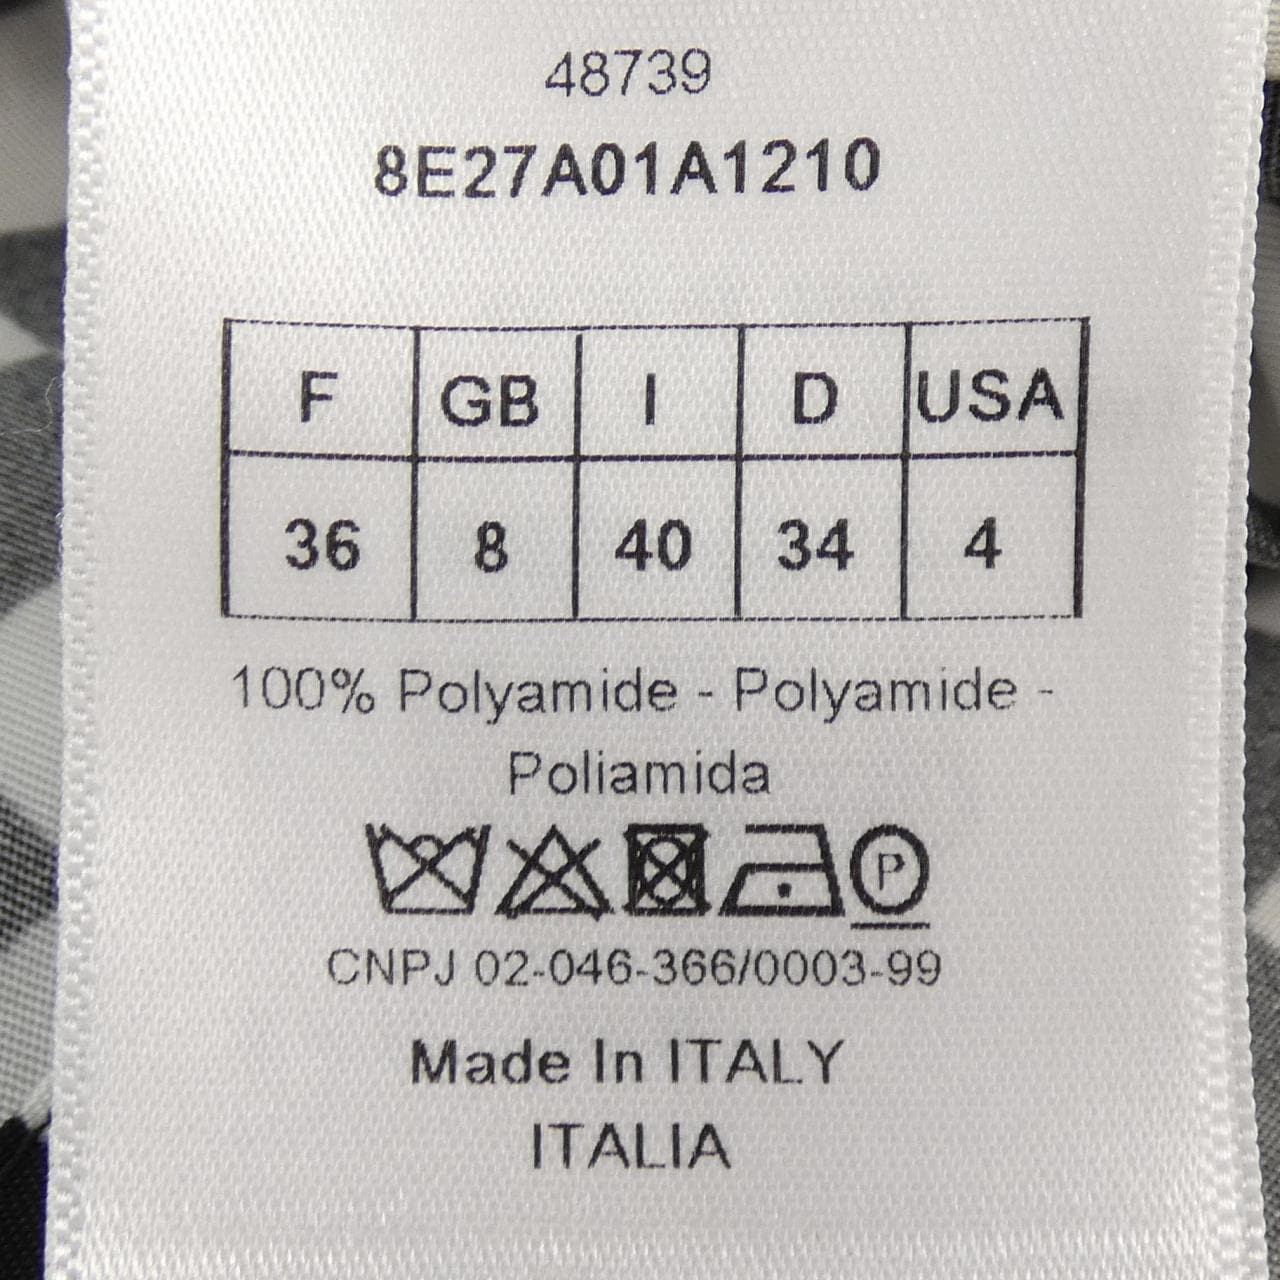 48739
8E27A01A1210
F GB I D USA
36 8 40 34 4
100% Polyamide - Polyamide -
Poliamida
P
CNPJ 02-046-366/0003-99
Made In ITALY
ITALIA